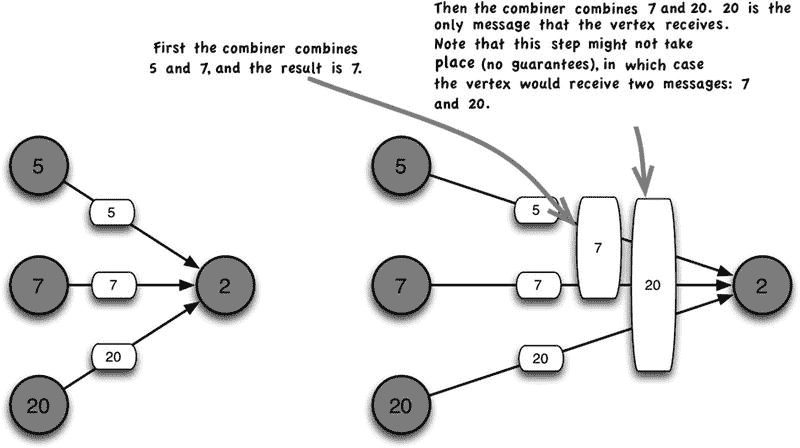 First the combiner combines
5 and 7, and the result is 7.
Then the combiner combines 7 and 20. 20 is the
only message that the vertex receives.
Note that this step might not take
place (no guarantees), in which case
the vertex would receive two messages: 7
and 20.
5
5
7
7
2
20
20
5
5
7
7
7
20
2
20
20